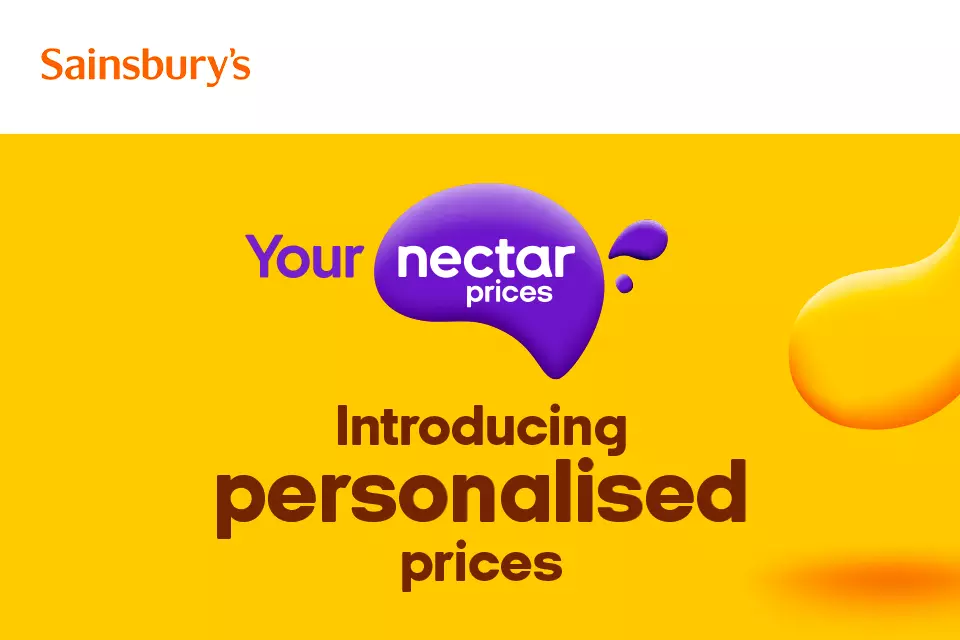 Sainsbury's
Your nectar
prices
Introducing
personalised
prices